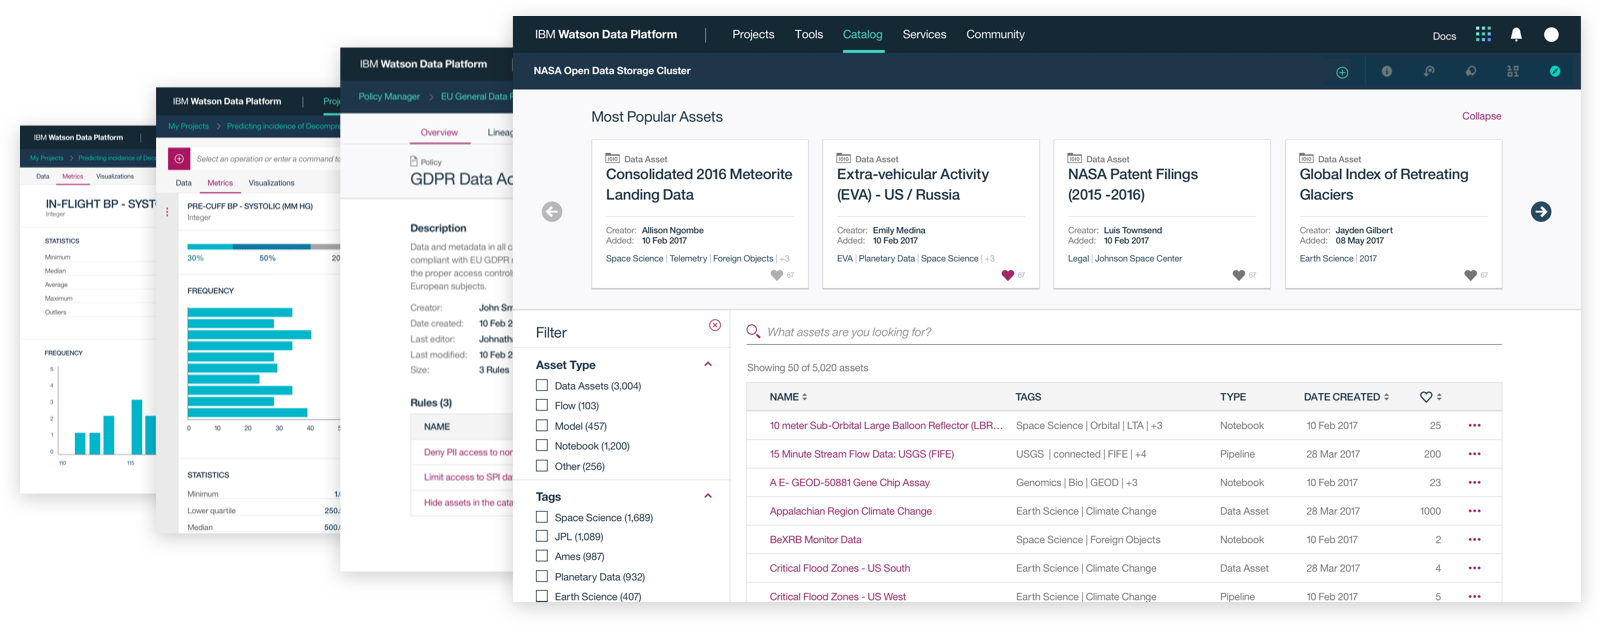 IBM Watson Data Platform
My Projects > Predicting incidence of Deco
Data Metrics Visualizations
IN-FLIGHT BP - SYST
Integer
STATISTICS
Minimum
Median
Average
Maximum
Outliers
FREQUENCY
5
4
3
2
1
0
110 115
IBM Watson Data Platform Proj
My Projects > Predicting incidence of Decompre
Select an operation or enter a command to
Data Metrics Visualizations
PRE-CUFF BP - SYSTOLIC (MM HG)
Integer
30% 50% 20
FREQUENCY
0 10 20 30 40
STATISTICS
Minimum 1.
Lower quartile 250.
Median 500.
IBM Watson Data Platform
Policy Manager > EU General Data
Overview Lineag
Policy
GDPR Data Ac
Description
Data and metadata in all c
compliant with EU GDPR
the proper access controls
European subjects.
Creator: John Sm
Date created: 10 Feb 2
Last editor: Johnath
Last modified: 10 Feb 2
Size: 3 Rules
Rules (3)
NAME
Deny PII access to non
Limit access to SPI da
Hide assets in the cata
IBM Watson Data Platform | Projects Tools Catalog Services Community Docs
NASA Open Data Storage Cluster
Most Popular Assets Collapse
Data Asset
Consolidated 2016 Meteorite
Landing Data
Creator: Allison Ngombe
Added: 10 Feb 2017
Space Science | Telemetry | Foreign Objects | +3
67
Data Asset
Extra-vehicular Activity
(EVA) - US / Russia
Creator: Emily Medina
Added: 10 Feb 2017
EVA | Planetary Data | Space Science | +3
67
Data Asset
NASA Patent Filings
(2015 -2016)
Creator: Luis Townsend
Added: 10 Feb 2017
Legal | Johnson Space Center
67
Data Asset
Global Index of Retreating
Glaciers
Creator: Jayden Gilbert
Added: 08 May 2017
Earth Science | 2017
67
Filter
Asset Type
Data Assets (3,004)
Flow (103)
Model (457)
Notebook (1,200)
Other (256)
Tags
Space Science (1,689)
JPL (1,089)
Ames (987)
Planetary Data (932)
Earth Science (407)
What assets are you looking for?
Showing 50 of 5,020 assets
NAME TAGS TYPE DATE CREATED
10 meter Sub-Orbital Large Balloon Reflector (LBR... Space Science | Orbital | LTA | +3 Notebook 10 Feb 2017 25
15 Minute Stream Flow Data: USGS (FIFE) USGS | connected | FIFE | +4 Pipeline 28 Mar 2017 200
A E- GEOD-50881 Gene Chip Assay Genomics | Bio | GEOD | +3 Notebook 10 Feb 2017 23
Appalachian Region Climate Change Earth Science | Climate Change Data Asset 28 Mar 2017 1000
BeXRB Monitor Data Space Science | Foreign Objects Notebook 10 Feb 2017 2
Critical Flood Zones - US South Earth Science | Climate Change Data Asset 28 Mar 2017 4
Critical Flood Zones - US West Earth Science | Climate Change Pipeline 10 Feb 2017 5